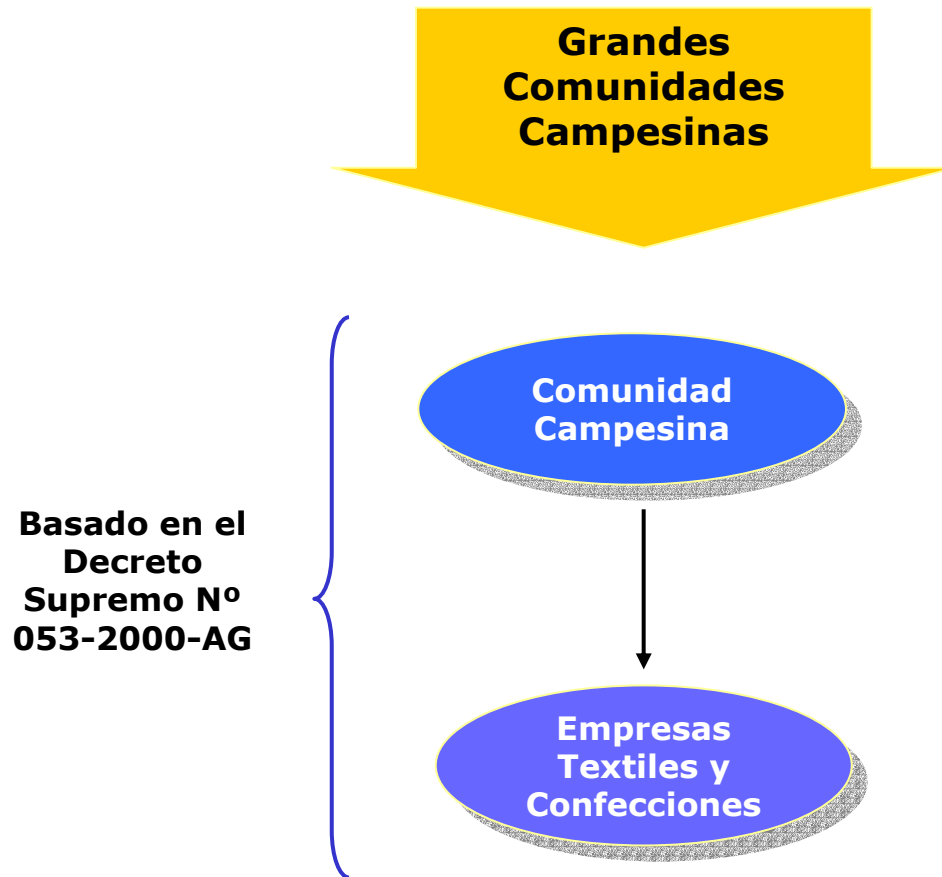 Grandes
Comunidades
Campesinas
Comunidad
Campesina
Basado en el
Decreto
Supremo Nº
053-2000-AG
Empresas
Textiles y
Confecciones